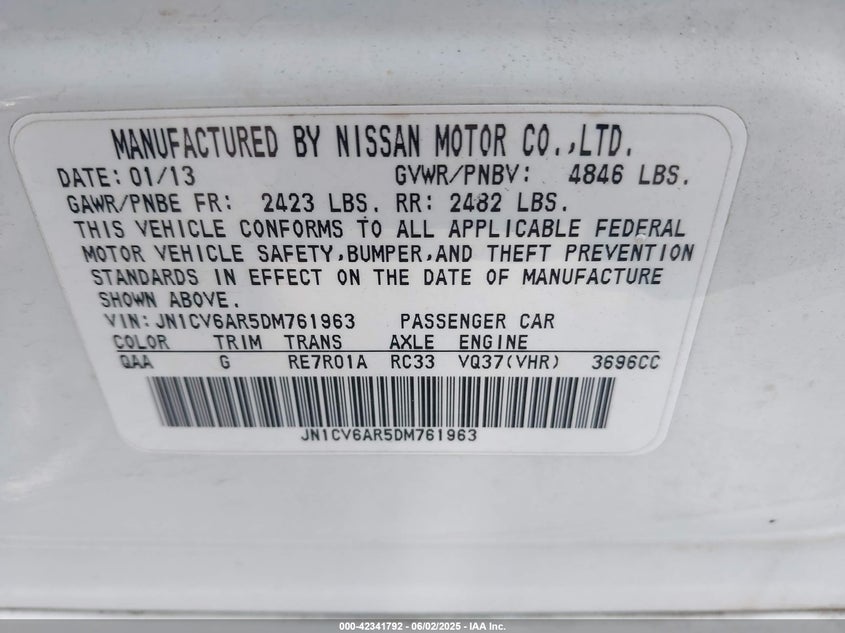 MANUFACTURED BY NISSAN MOTOR CO.,LTD.
DATE: 01/13 GVWR/PNBV: 4846 LBS.
GAWR/PNBE FR: 2423 LBS. RR: 2482 LBS.
THIS VEHICLE CONFORMS TO ALL APPLICABLE FEDERAL
MOTOR VEHICLE SAFETY,BUMPER,AND THEFT PREVENTION
STANDARDS IN EFFECT ON THE DATE OF MANUFACTURE
SHOWN ABOVE.
VIN:JN1CV6AR5DM761963 PASSENGER CAR
COLOR TRIM TRANS AXLE ENGINE
QAA G RE7R01A RC33 VQ37(VHR) 3696CC
JN1CV6AR5DM761963
000-42341792 - 06/02/2025 - IAA Inc.